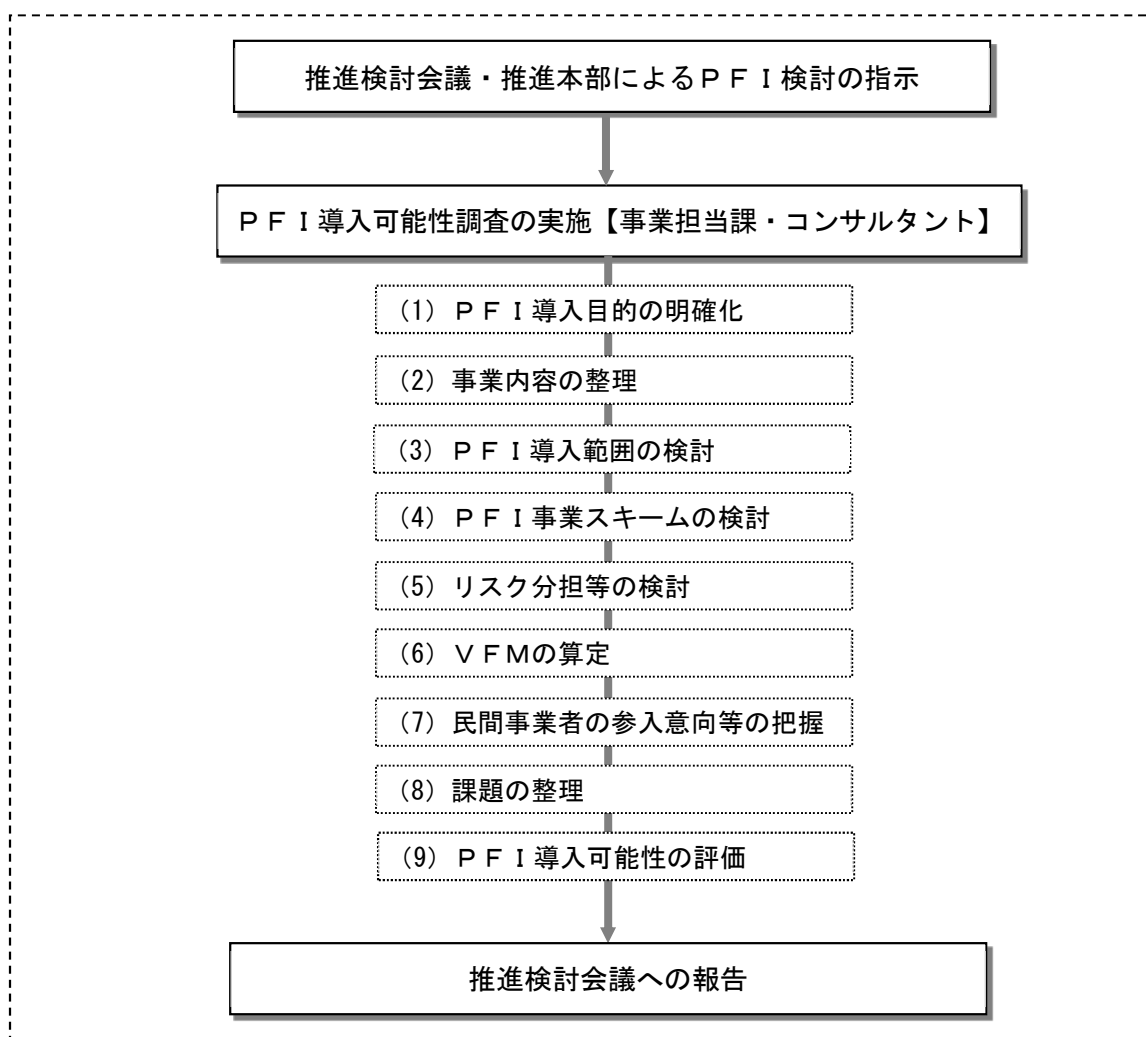 推進検討会議・推進本部によるＰＦＩ検討の指示
ＰＦＩ導入可能性調査の実施【事業担当課・コンサルタント】
(1) ＰＦＩ導入目的の明確化
(2) 事業内容の整理
(3) ＰＦＩ導入範囲の検討
(4) ＰＦＩ事業スキームの検討
(5) リスク分担等の検討
(6) ＶＦＭの算定
(7) 民間事業者の参入意向等の把握
(8) 課題の整理
(9) ＰＦＩ導入可能性の評価
推進検討会議への報告